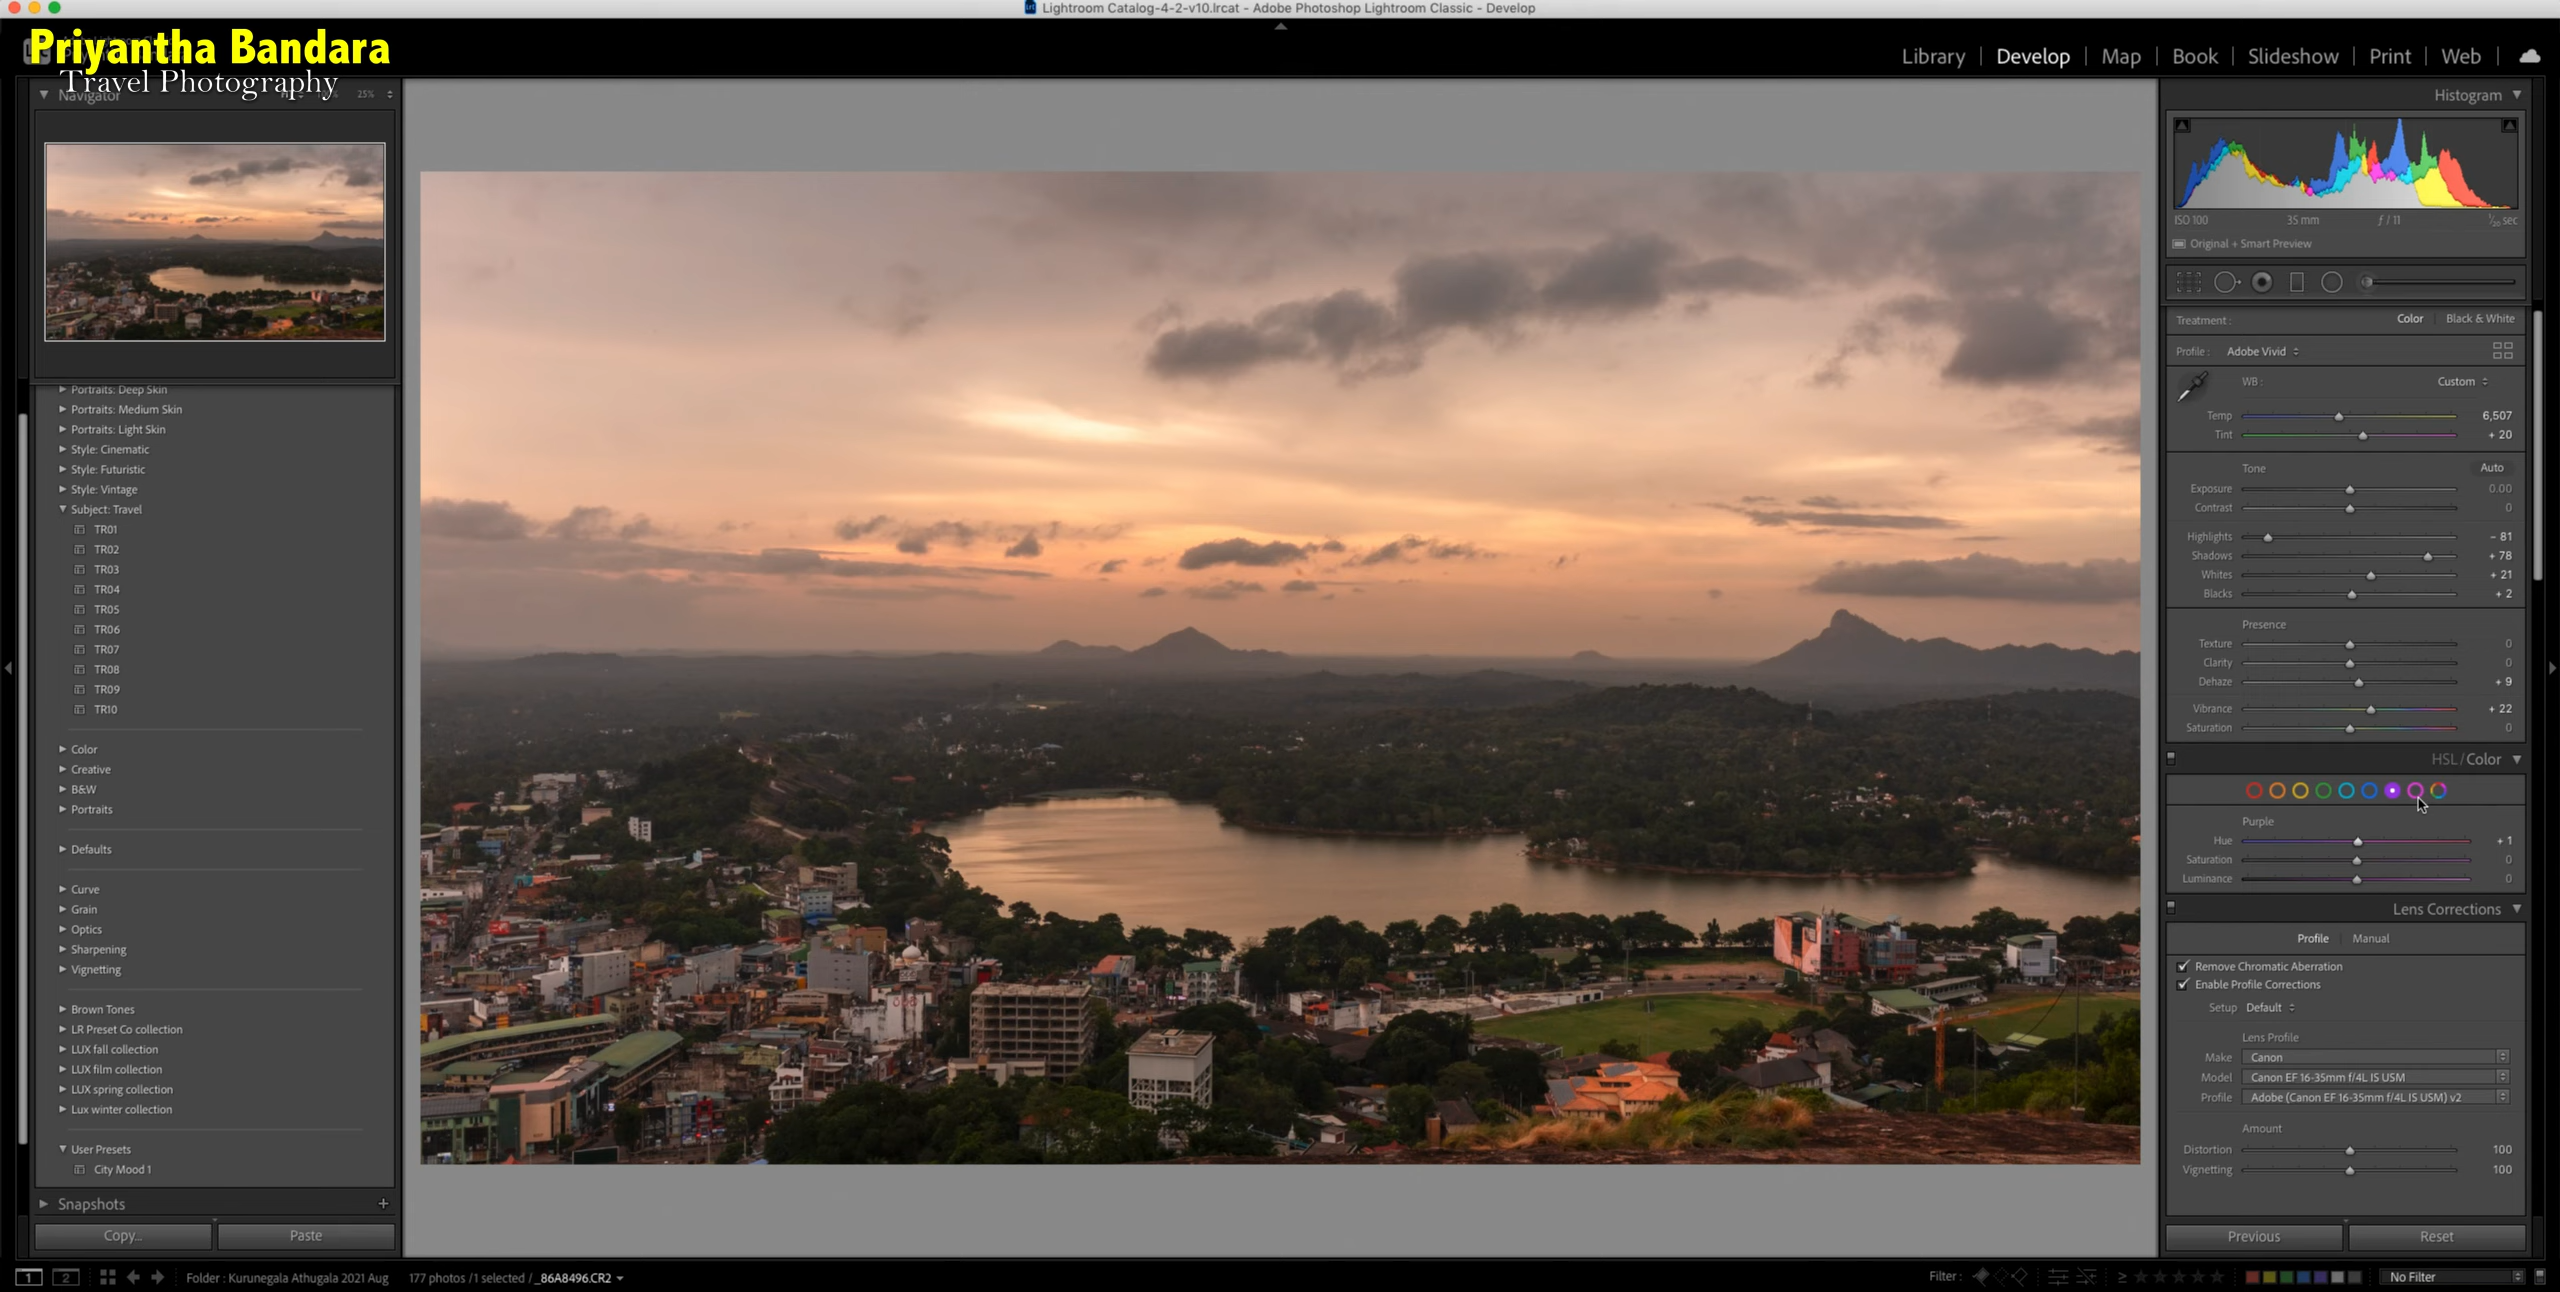 Lightroom Catalog-4-2-v10.lrcat - Adobe Photoshop Lightroom Classic - Develop
Priyantha Bandara
Travel Photography
Library | Develop | Map | Book | Slideshow | Print | Web
Navigator
25%
Portraits: Deep Skin
Portraits: Medium Skin
Portraits: Light Skin
Style: Cinematic
Style: Futuristic
Style: Vintage
Subject: Travel
TR01
TR02
TR03
TR04
TR05
TR06
TR07
TR08
TR09
TR10
Color
Creative
B&W
Portraits
Defaults
Curve
Grain
Optics
Sharpening
Vignetting
Brown Tones
LR Preset Co collection
LUX fall collection
LUX film collection
LUX spring collection
Lux winter collection
User Presets
City Mood 1
Snapshots
Copy...
Paste
Histogram
ISO 100 35 mm ƒ / 11 sec
Original + Smart Preview
Treatment : Color Black & White
Profile : Adobe Vivid
WB : Custom
Temp 6,507
Tint + 20
Tone Auto
Exposure 0.00
Contrast 0
Highlights - 81
Shadows + 78
Whites + 21
Blacks + 2
Presence
Texture 0
Clarity 0
Dehaze + 9
Vibrance + 22
Saturation 0
HSL / Color
Purple
Hue + 1
Saturation 0
Luminance 0
Lens Corrections
Profile Manual
Remove Chromatic Aberration
Enable Profile Corrections
Setup Default
Lens Profile
Make Canon
Model Canon EF 16-35mm f/4L IS USM
Profile Adobe (Canon EF 16-35mm f/4L IS USM) v2
Amount
Distortion 100
Vignetting 100
Previous Reset
1 2 Folder : Kurunegala Athugala 2021 Aug 177 photos /1 selected / _86A8496.CR2 Filter : ≥ No Filter